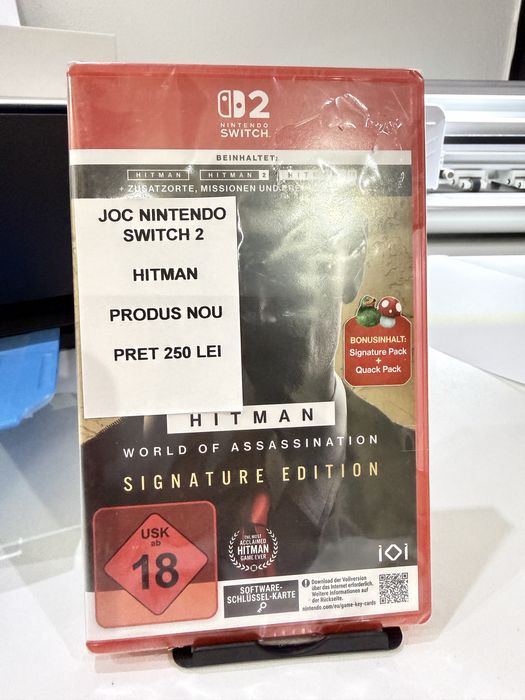 2
NINTENDO
SWITCH
BEINHALTET:
HITMAN HITMAN 2
+ ZUSATZORTE, MISSIONEN UND
JOC NINTENDO
SWITCH 2
HITMAN
PRODUS NOU
PRET 250 LEI
BONUSINHALT:
Signature Pack
+
Quack Pack
HITMAN
WORLD OF ASSASSINATION
SIGNATURE EDITION
USK
ab
18
THE MOST
ACCLAIMED
HITMAN
GAME EVER
IOI
SOFTWARE-
SCHLÜSSEL-KARTE
Download der Vollversion
über das Internet erforderlich.
Weitere Informationen auf
der Rückseite.
nintendo.com/eu/game-key-cards